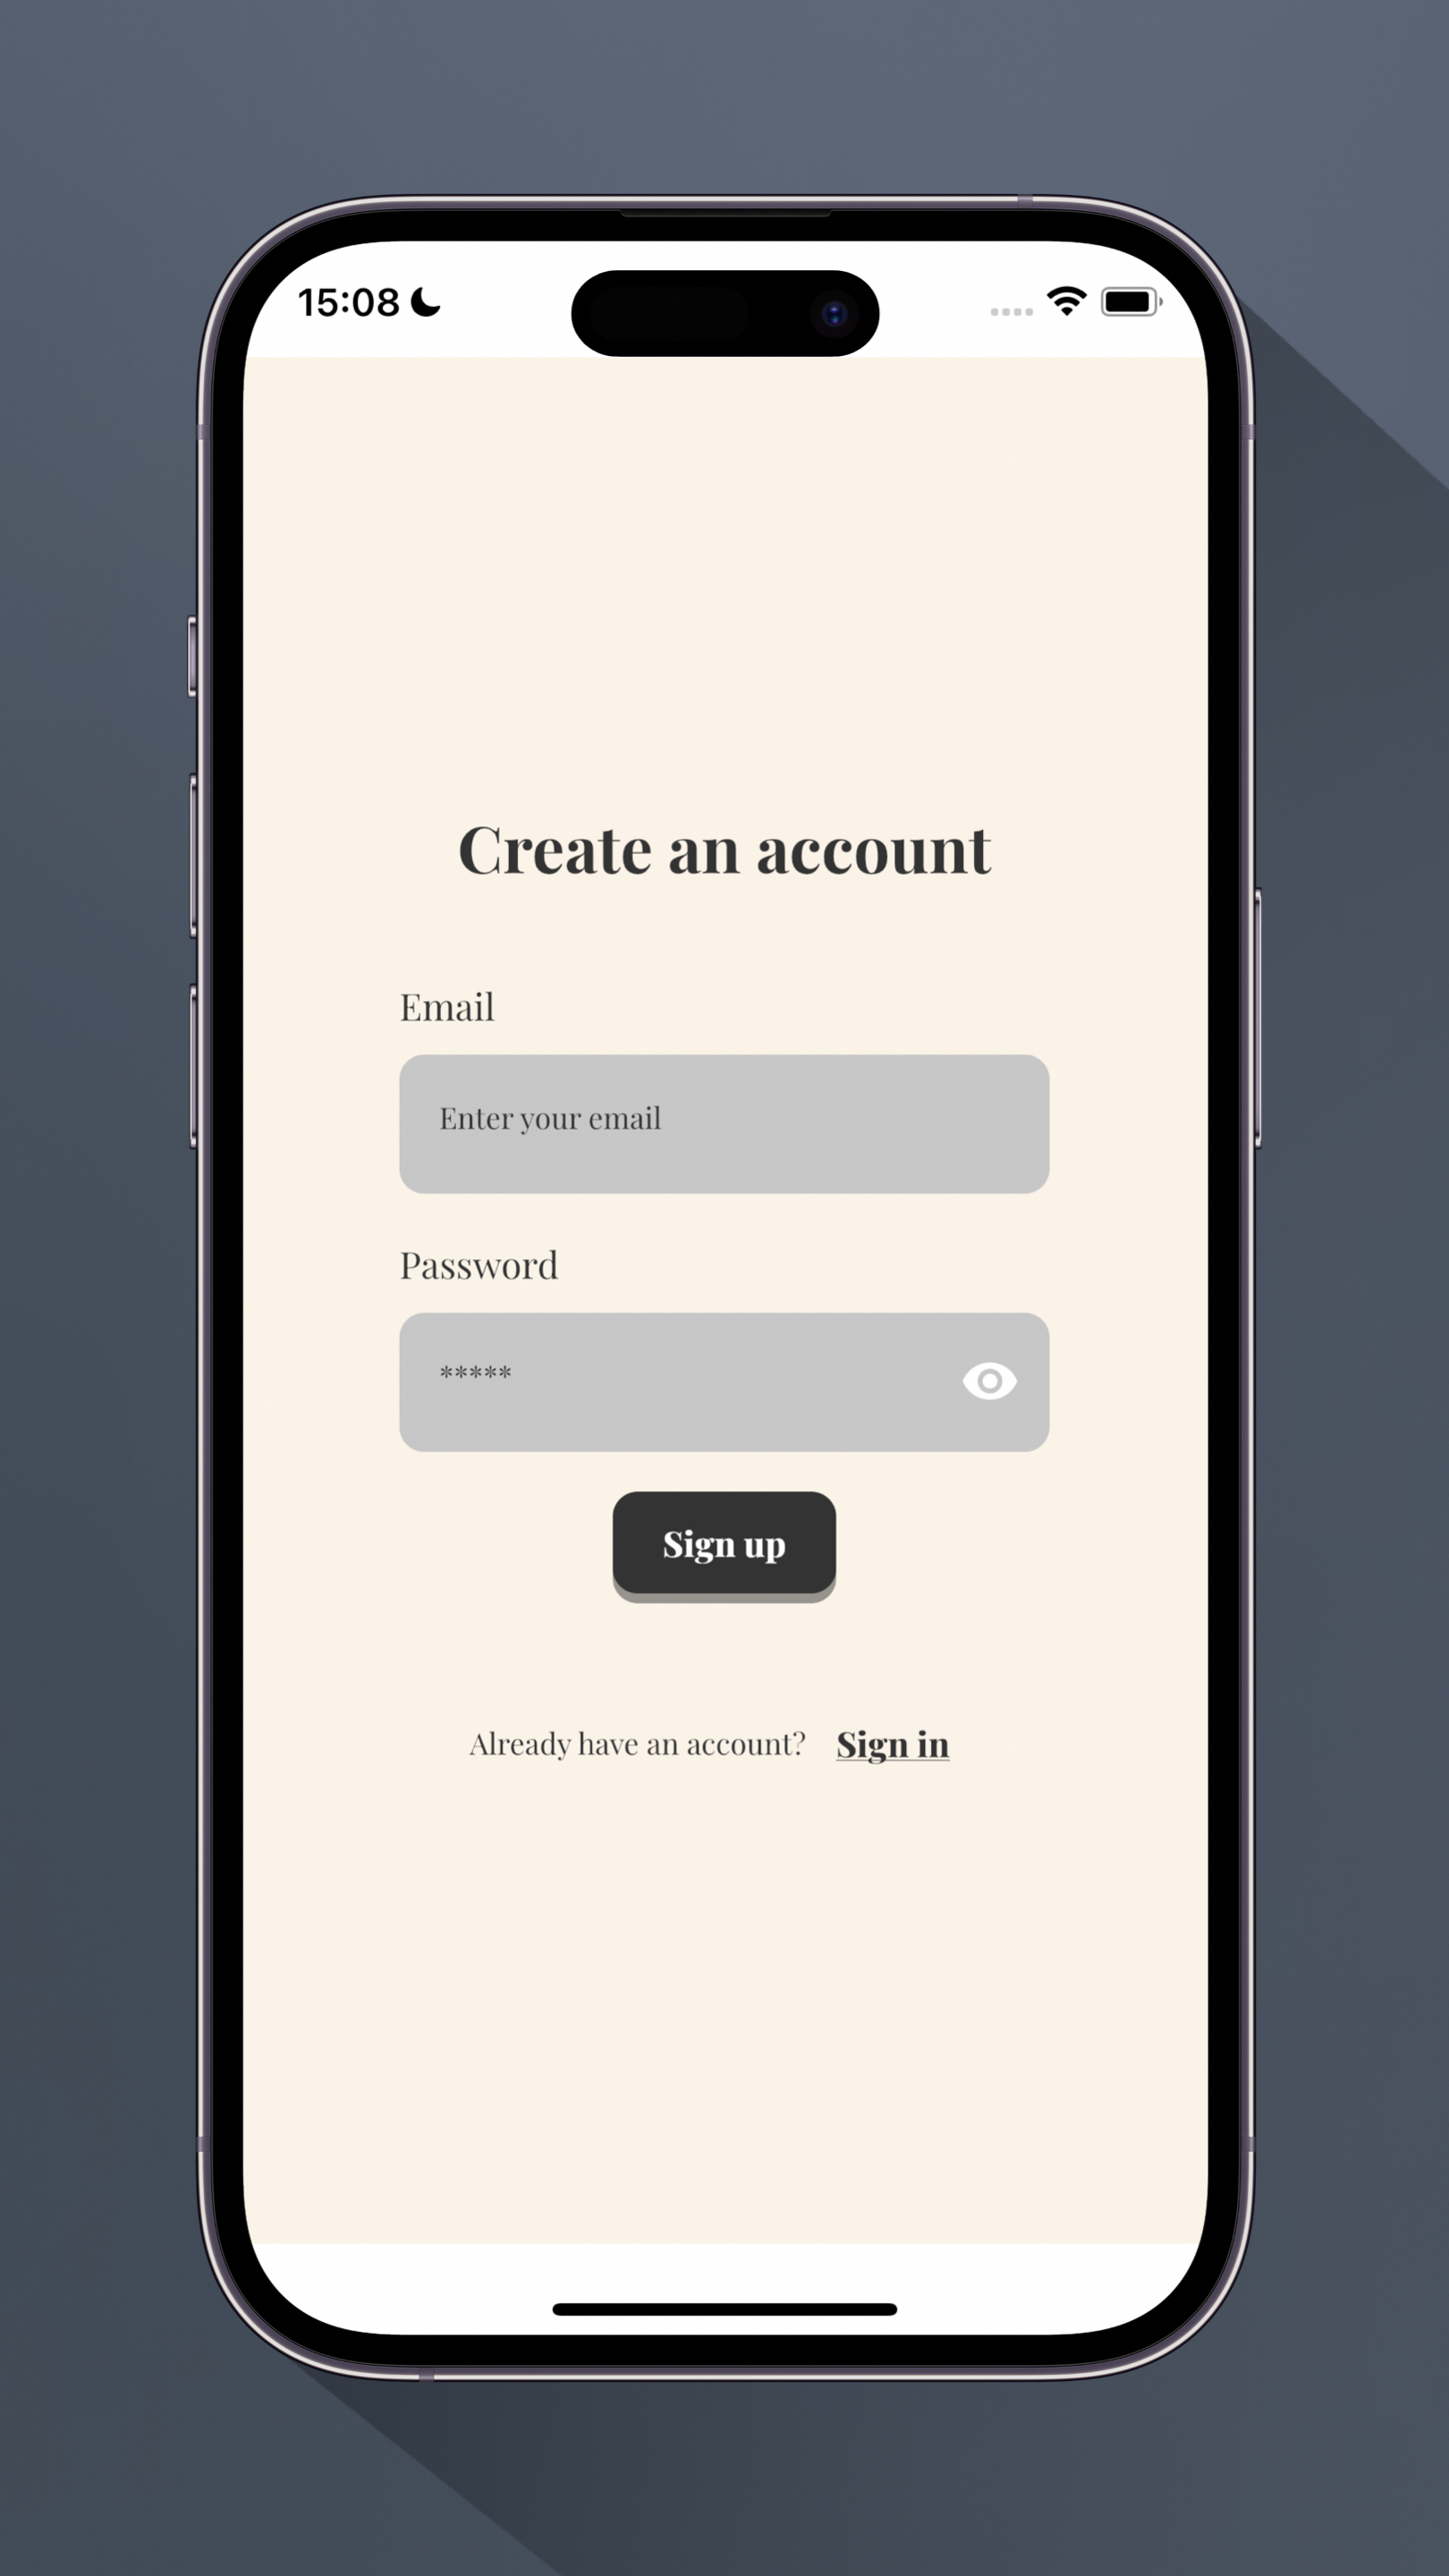 15:08
Create an account
Email
Enter your email
Password
*****
Sign up
Already have an account? Sign in